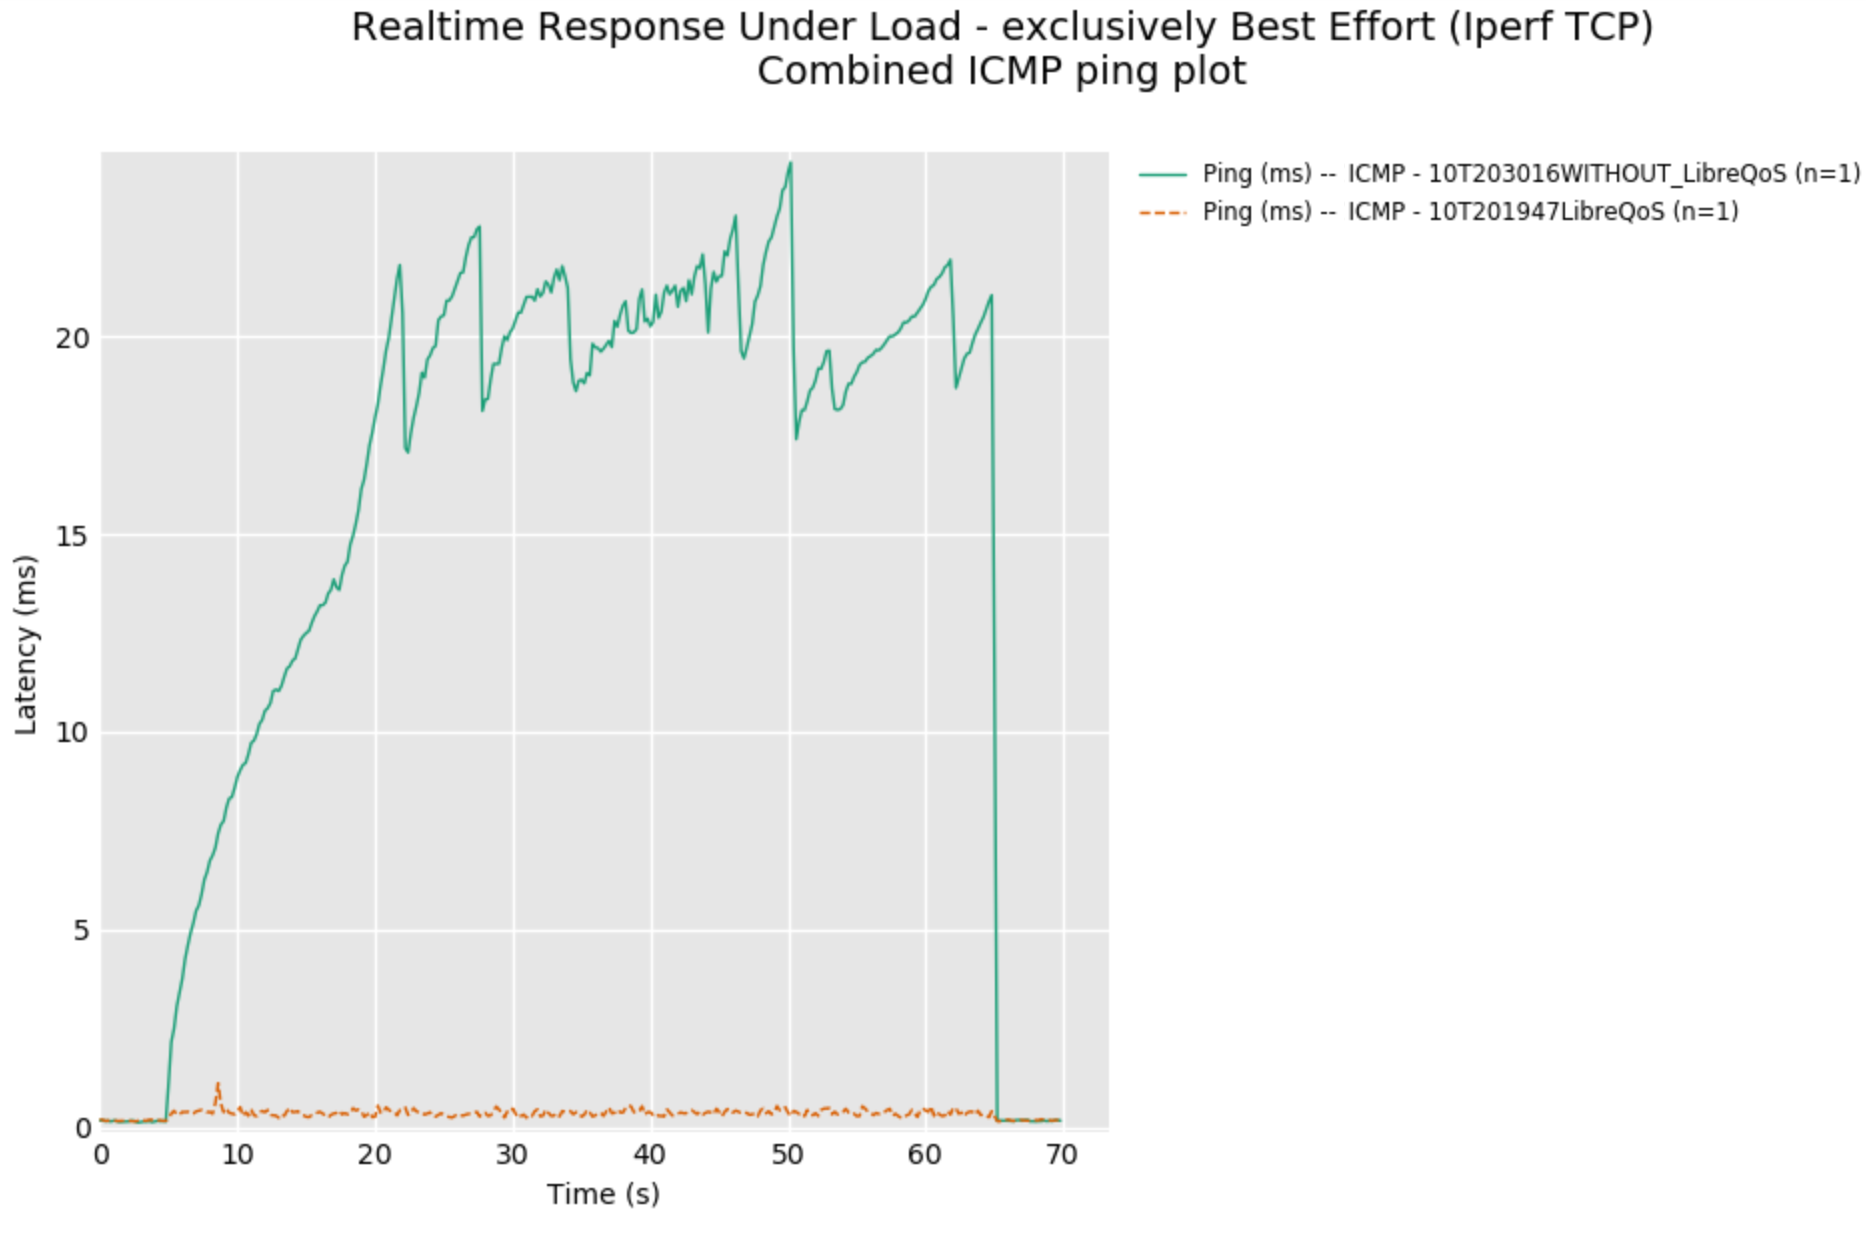 Realtime Response Under Load - exclusively Best Effort (Iperf TCP)
Combined ICMP ping plot
Ping (ms) -- ICMP - 10T203016WITHOUT_LibreQoS (n=1)
Ping (ms) -- ICMP - 10T201947LibreQoS (n=1)
Latency (ms)
20
15
10
5
0
0 10 20 30 40 50 60 70
Time (s)